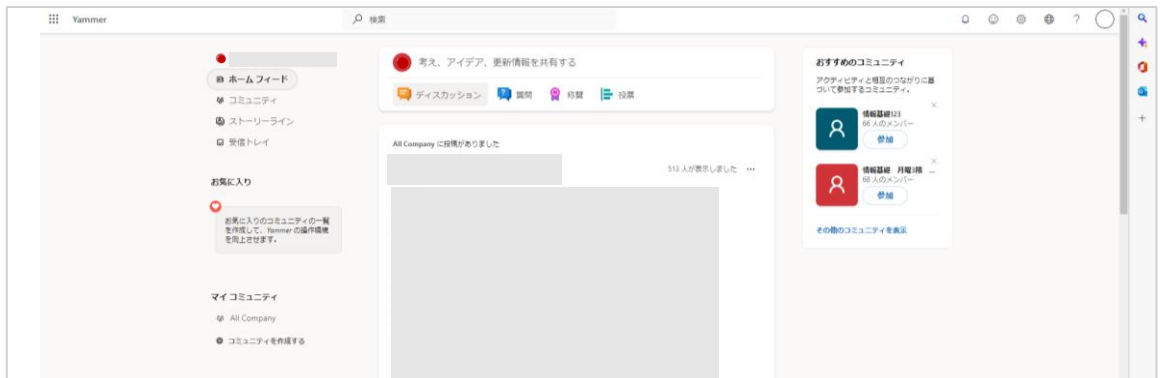 Yammer
検索
?
ホーム フィード
コミュニティ
ストーリーライン
受信トレイ
お気に入り
お気に入りのコミュニティの一覧
を作成して、Yammer の操作環境
を向上させます。
マイ コミュニティ
All Company
コミュニティを作成する
考え、アイデア、更新情報を共有する
ディスカッション
質問
称賛
投票
All Company に投稿がありました
513 人が表示しました
おすすめのコミュニティ
アクティビティと相互のつながりに基
づいて参加するコミュニティ。
情報基礎123
66 人のメンバー
参加
情報基礎 月曜3限 ...
68 人のメンバー
参加
その他のコミュニティを表示